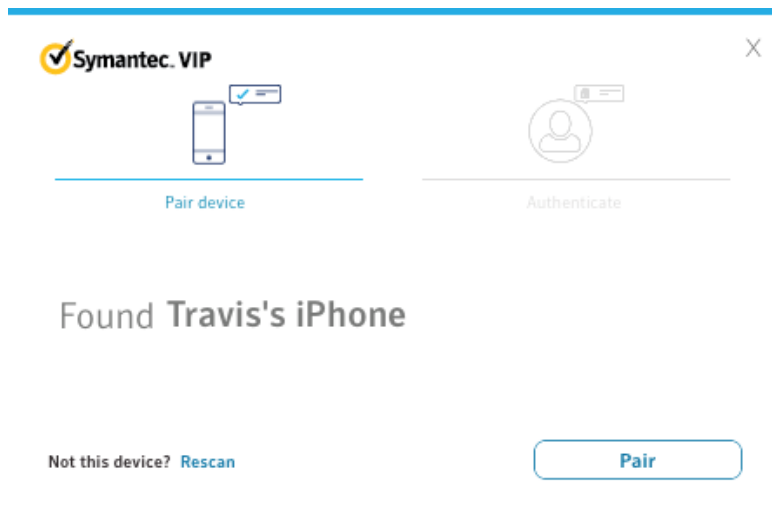 Symantec. VIP
X
Pair device
Authenticate
Found Travis's iPhone
Not this device? Rescan
Pair